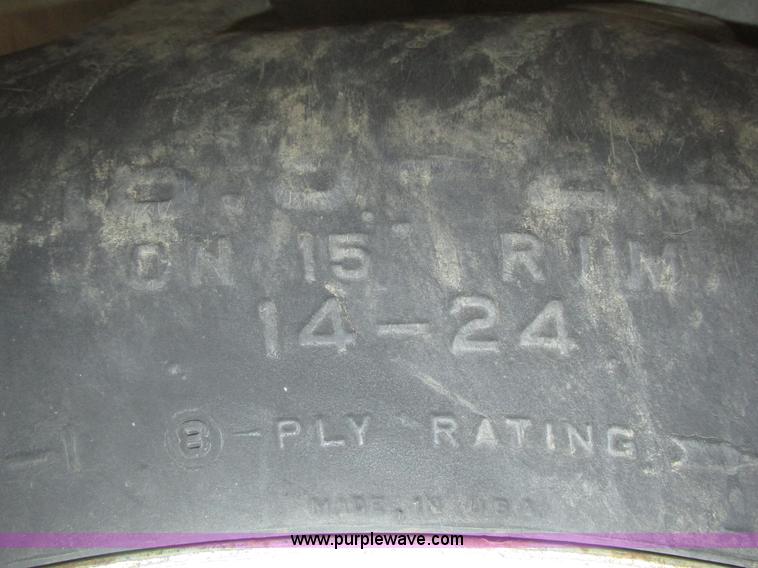 ON 15" RIM
14-24
8-PLY RATING
MADE IN U.S.A.
www.purplewave.com